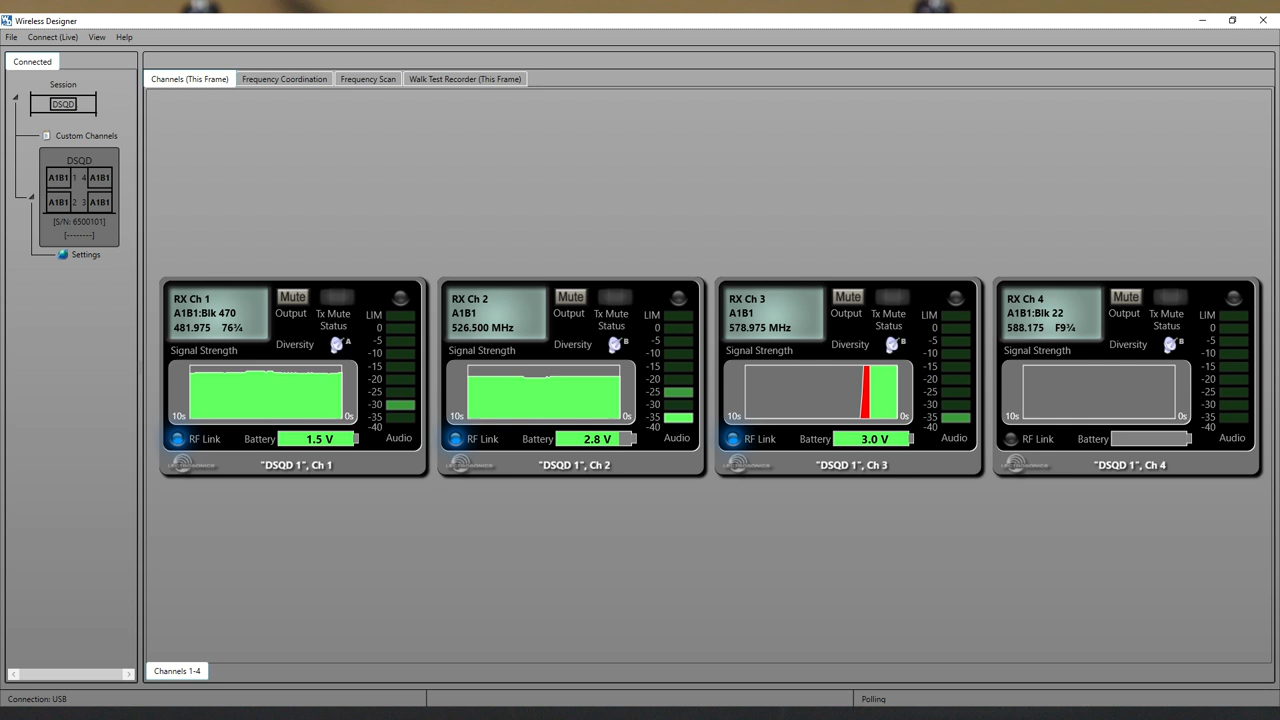 Wireless Designer
File Connect (Live) View Help
Connected
Session
DSQD
Custom Channels
DSQD
A1B1 1 4 A1B1
A1B1 2 3 A1B1
[S/N: 6500101]
[--------]
Settings
Channels (This Frame) Frequency Coordination Frequency Scan Walk Test Recorder (This Frame)
RX Ch 1
A1B1:Blk 470
481.975 76¾
Mute
Output
Tx Mute
Status
Diversity A
Signal Strength
10s 0s
RF Link
Battery 1.5 V
LIM
0
-5
-10
-15
-20
-25
-30
-35
-40
Audio
LECTROSONICS
"DSQD 1", Ch 1
RX Ch 2
A1B1
526.500 MHz
Mute
Output
Tx Mute
Status
Diversity B
Signal Strength
10s 0s
RF Link
Battery 2.8 V
LIM
0
-5
-10
-15
-20
-25
-30
-35
-40
Audio
LECTROSONICS
"DSQD 1", Ch 2
RX Ch 3
A1B1
578.975 MHz
Mute
Output
Tx Mute
Status
Diversity B
Signal Strength
10s 0s
RF Link
Battery 3.0 V
LIM
0
-5
-10
-15
-20
-25
-30
-35
-40
Audio
LECTROSONICS
"DSQD 1", Ch 3
RX Ch 4
A1B1:Blk 22
588.175 F9¾
Mute
Output
Tx Mute
Status
Diversity B
Signal Strength
10s 0s
RF Link
Battery
LIM
0
-5
-10
-15
-20
-25
-30
-35
-40
Audio
LECTROSONICS
"DSQD 1", Ch 4
Channels 1-4
Connection: USB
Polling